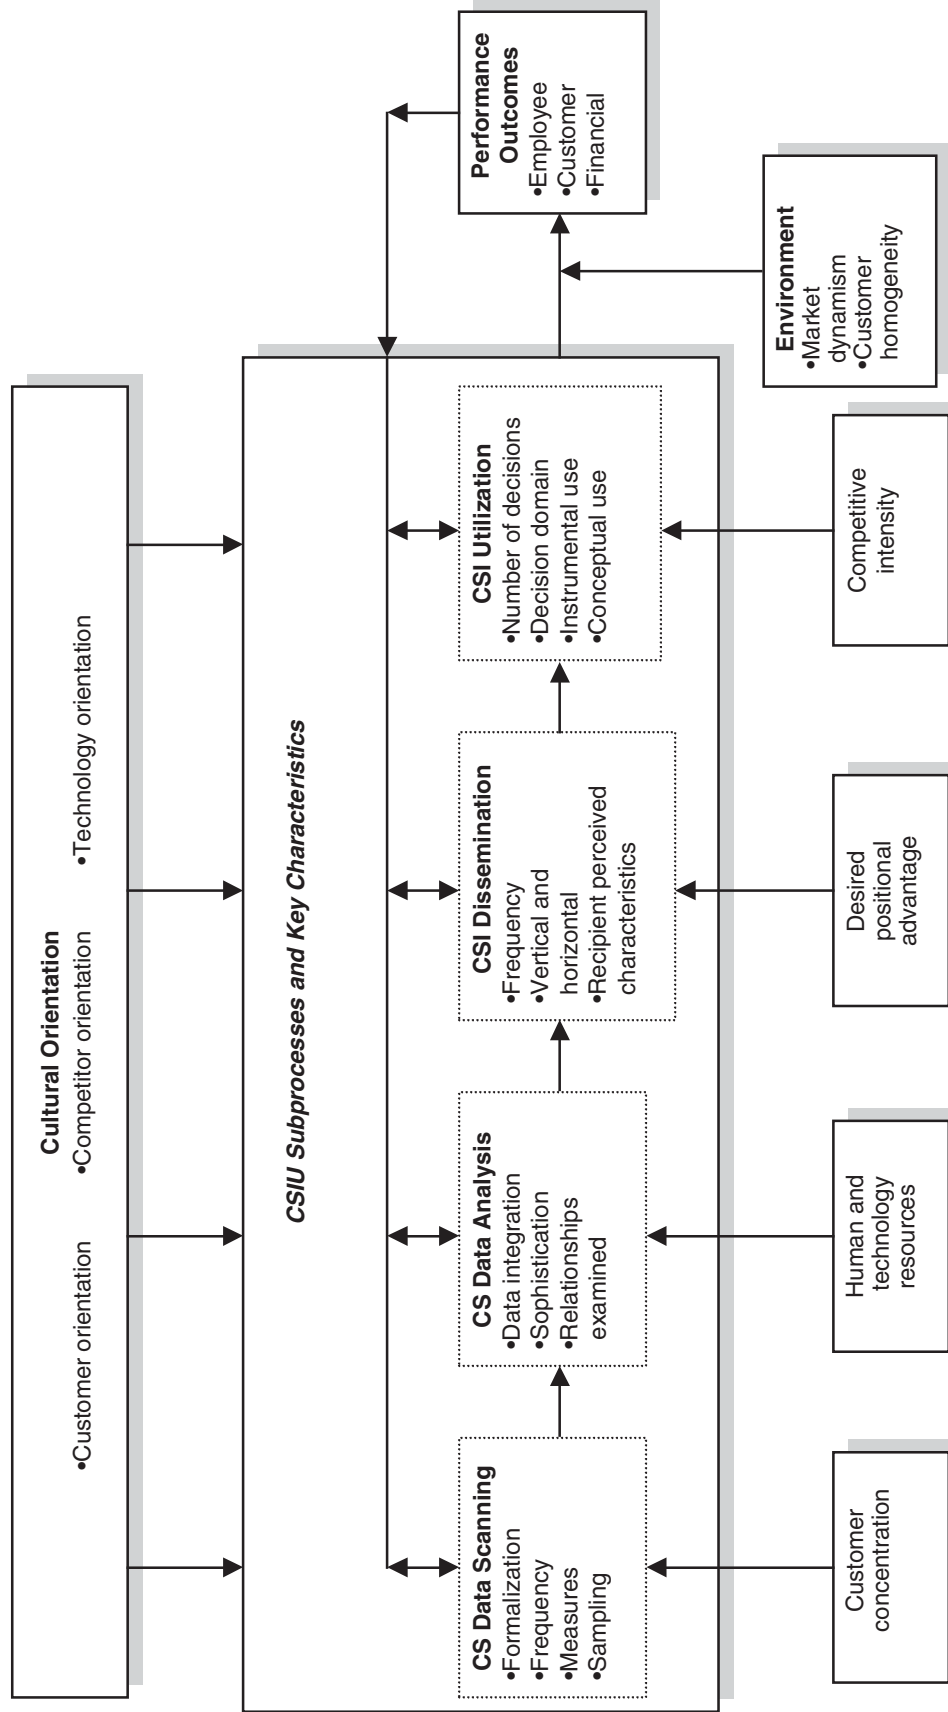 Cultural Orientation
•Customer orientation
•Competitor orientation
•Technology orientation
CSIU Subprocesses and Key Characteristics
CS Data Scanning
•Formalization
•Frequency
•Measures
•Sampling
CS Data Analysis
•Data integration
•Sophistication
•Relationships
examined
CSI Dissemination
•Frequency
•Vertical and
horizontal
•Recipient perceived
characteristics
CSI Utilization
•Number of decisions
•Decision domain
•Instrumental use
•Conceptual use
Performance
Outcomes
•Employee
•Customer
•Financial
Environment
•Market
dynamism
•Customer
homogeneity
Customer
concentration
Human and
technology
resources
Desired
positional
advantage
Competitive
intensity